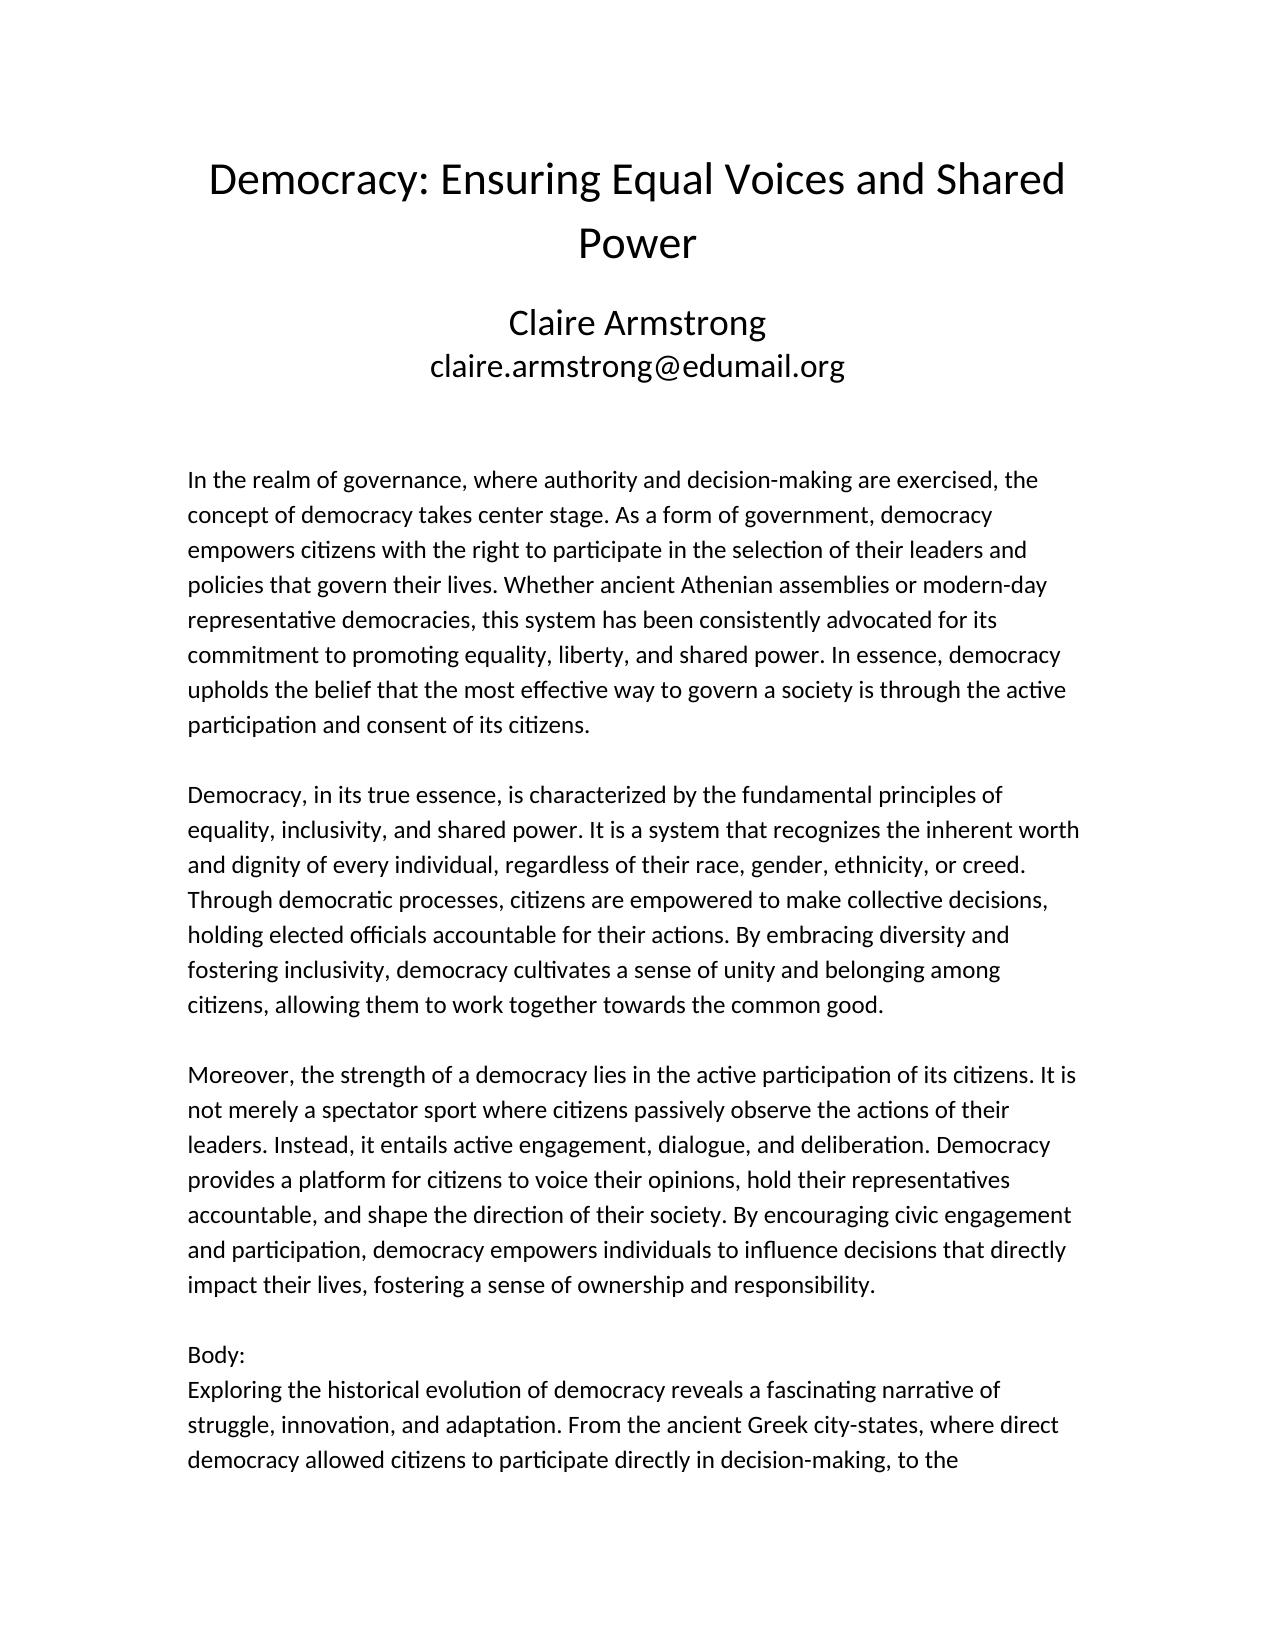 Democracy: Ensuring Equal Voices and Shared
Power
Claire Armstrong
claire.armstrong@edumail.org
In the realm of governance, where authority and decision-making are exercised, the
concept of democracy takes center stage. As a form of government, democracy
empowers citizens with the right to participate in the selection of their leaders and
policies that govern their lives. Whether ancient Athenian assemblies or modern-day
representative democracies, this system has been consistently advocated for its
commitment to promoting equality, liberty, and shared power. In essence, democracy
upholds the belief that the most effective way to govern a society is through the active
participation and consent of its citizens.
Democracy, in its true essence, is characterized by the fundamental principles of
equality, inclusivity, and shared power. It is a system that recognizes the inherent worth
and dignity of every individual, regardless of their race, gender, ethnicity, or creed.
Through democratic processes, citizens are empowered to make collective decisions,
holding elected officials accountable for their actions. By embracing diversity and
fostering inclusivity, democracy cultivates a sense of unity and belonging among
citizens, allowing them to work together towards the common good.
Moreover, the strength of a democracy lies in the active participation of its citizens. It is
not merely a spectator sport where citizens passively observe the actions of their
leaders. Instead, it entails active engagement, dialogue, and deliberation. Democracy
provides a platform for citizens to voice their opinions, hold their representatives
accountable, and shape the direction of their society. By encouraging civic engagement
and participation, democracy empowers individuals to influence decisions that directly
impact their lives, fostering a sense of ownership and responsibility.
Body:
Exploring the historical evolution of democracy reveals a fascinating narrative of
struggle, innovation, and adaptation. From the ancient Greek city-states, where direct
democracy allowed citizens to participate directly in decision-making, to the